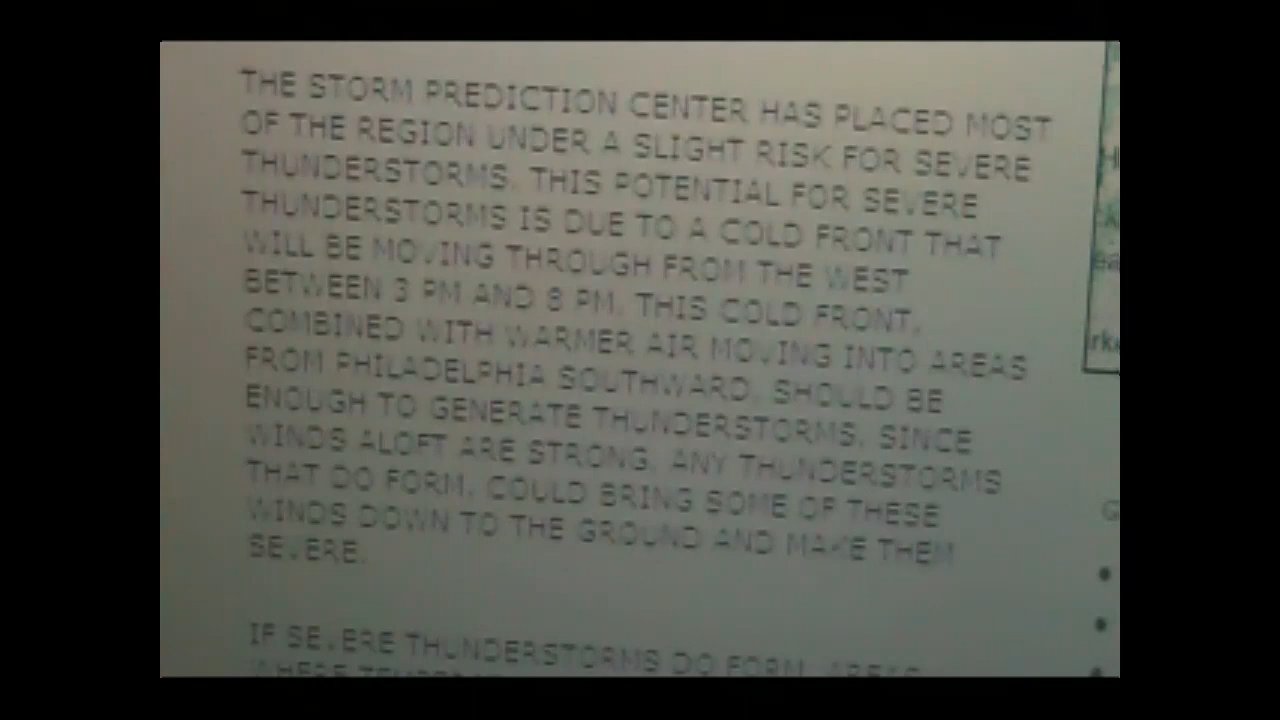 THE STORM PREDICTION CENTER HAS PLACED MOST
OF THE REGION UNDER A SLIGHT RISK FOR SEVERE
THUNDERSTORMS. THIS POTENTIAL FOR SEVERE
THUNDERSTORMS IS DUE TO A COLD FRONT THAT
WILL BE MOVING THROUGH FROM THE WEST
BETWEEN 3 PM AND 8 PM. THIS COLD FRONT,
COMBINED WITH WARMER AIR MOVING INTO AREAS
FROM PHILADELPHIA SOUTHWARD, SHOULD BE
ENOUGH TO GENERATE THUNDERSTORMS. SINCE
WINDS ALOFT ARE STRONG, ANY THUNDERSTORMS
THAT DO FORM, COULD BRING SOME OF THESE
WINDS DOWN TO THE GROUND AND MAKE THEM
SEVERE.
IF SEVERE THUNDERSTORMS DO FORM, AREAS
WHERE